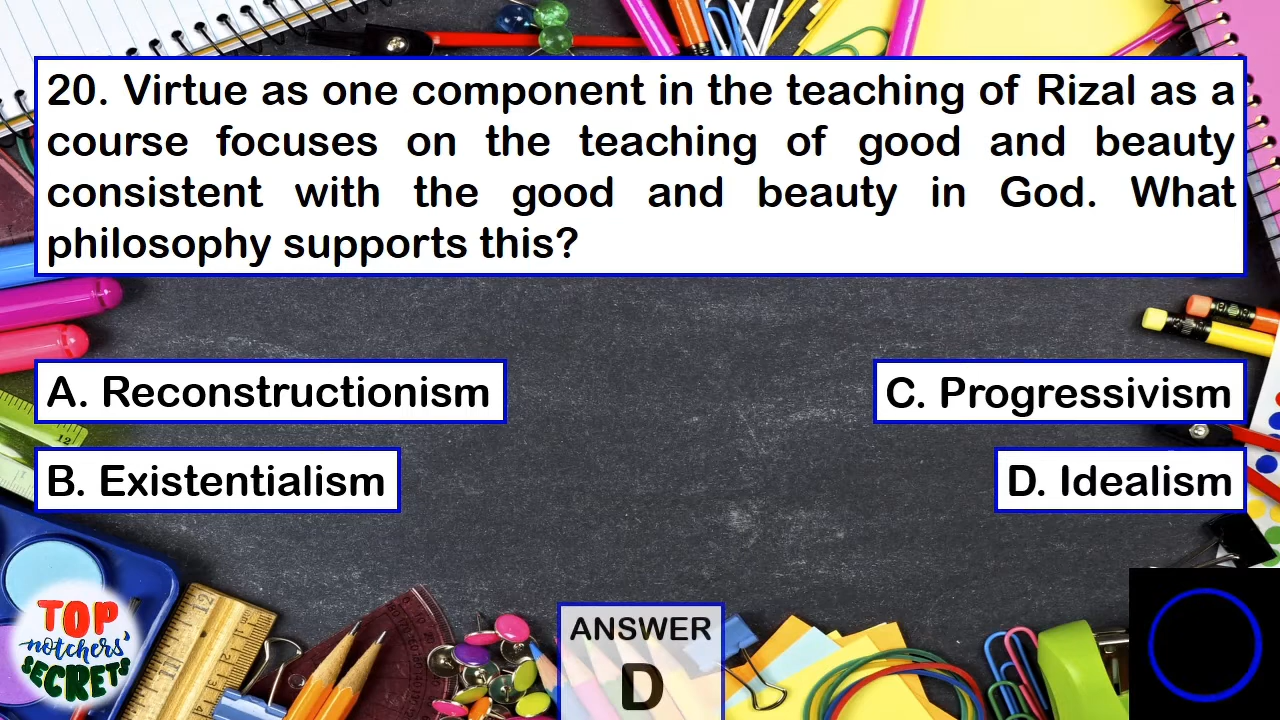 20. Virtue as one component in the teaching of Rizal as a
course focuses on the teaching of good and beauty
consistent with the good and beauty in God. What
philosophy supports this?
A. Reconstructionism
B. Existentialism
C. Progressivism
D. Idealism
TOP
notchers'
SECRETS
ANSWER
D
12
12